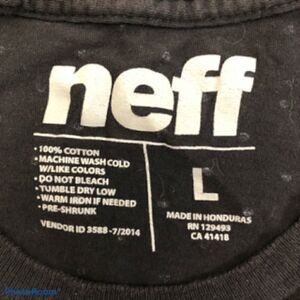 neff
• 100% COTTON
• MACHINE WASH COLD
W/LIKE COLORS
• DO NOT BLEACH
• TUMBLE DRY LOW
• WARM IRON IF NEEDED
• PRE-SHRUNK
VENDOR ID 3588 -7/2014
L
MADE IN HONDURAS
RN 129493
CA 41418
PhotoRoom